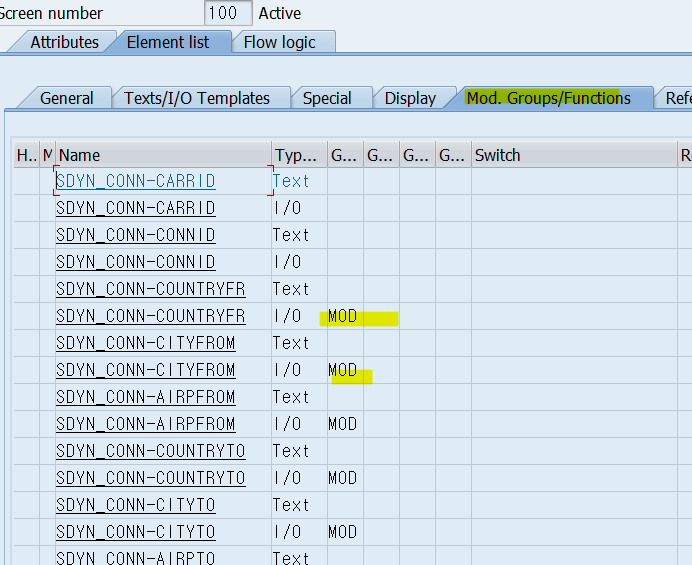 Screen number 100 Active
Attributes Element list Flow logic
General Texts/I/O Templates Special Display Mod. Groups/Functions Refe
H.. M Name Typ... G... G... G... G... Switch R
SDYN_CONN-CARRID Text
SDYN_CONN-CARRID I/O
SDYN_CONN-CONNID Text
SDYN_CONN-CONNID I/O
SDYN_CONN-COUNTRYFR Text
SDYN_CONN-COUNTRYFR I/O MOD
SDYN_CONN-CITYFROM Text
SDYN_CONN-CITYFROM I/O MOD
SDYN_CONN-AIRPFROM Text
SDYN_CONN-AIRPFROM I/O MOD
SDYN_CONN-COUNTRYTO Text
SDYN_CONN-COUNTRYTO I/O MOD
SDYN_CONN-CITYTO Text
SDYN_CONN-CITYTO I/O MOD
SDYN_CONN-AIRPTO Text